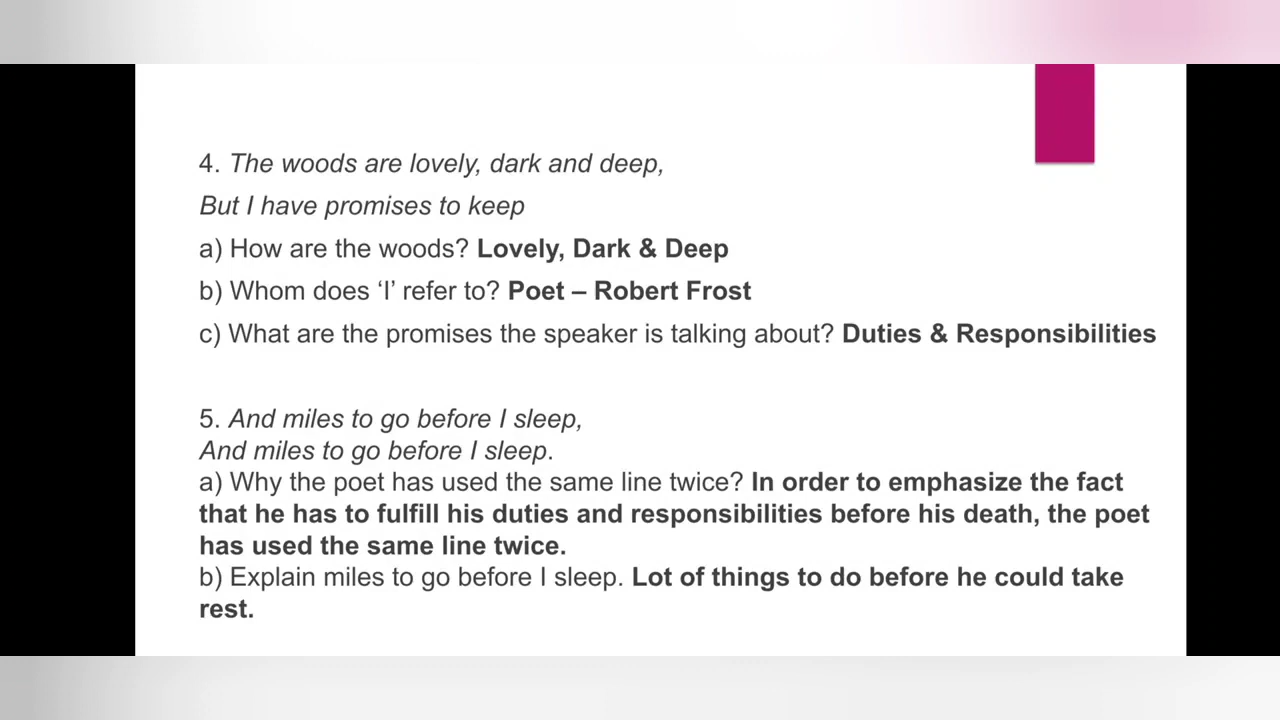 4. The woods are lovely, dark and deep,
But I have promises to keep
a) How are the woods? Lovely, Dark & Deep
b) Whom does ‘I’ refer to? Poet – Robert Frost
c) What are the promises the speaker is talking about? Duties & Responsibilities
5. And miles to go before I sleep,
And miles to go before I sleep.
a) Why the poet has used the same line twice? In order to emphasize the fact
that he has to fulfill his duties and responsibilities before his death, the poet
has used the same line twice.
b) Explain miles to go before I sleep. Lot of things to do before he could take
rest.